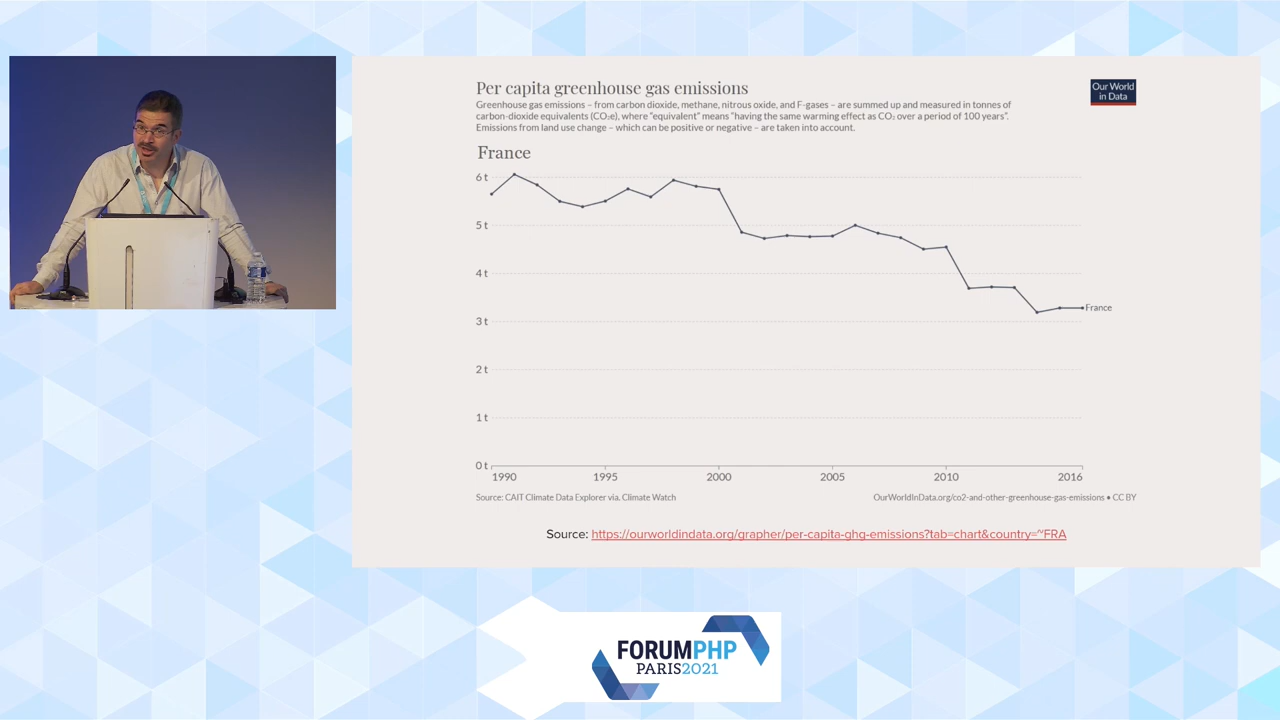 Per capita greenhouse gas emissions
Our World
in Data
Greenhouse gas emissions – from carbon dioxide, methane, nitrous oxide, and F-gases – are summed up and measured in tonnes of
carbon-dioxide equivalents (CO₂e), where “equivalent” means “having the same warming effect as CO₂ over a period of 100 years”.
Emissions from land use change – which can be positive or negative – are taken into account.
France
6 t
5 t
4 t
3 t
2 t
1 t
0 t
France
1990 1995 2000 2005 2010 2016
Source: CAIT Climate Data Explorer via. Climate Watch
OurWorldInData.org/co2-and-other-greenhouse-gas-emissions • CC BY
Source: https://ourworldindata.org/grapher/per-capita-ghg-emissions?tab=chart&country=~FRA
FORUMPHP
PARIS2021